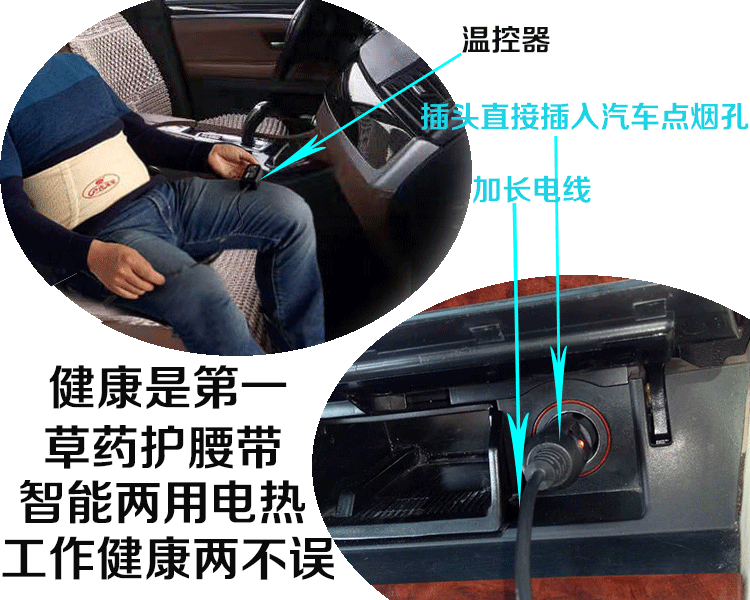 温控器
插头直接插入汽车点烟孔
加长电线
健康是第一
草药护腰带
智能两用电热
工作健康两不误